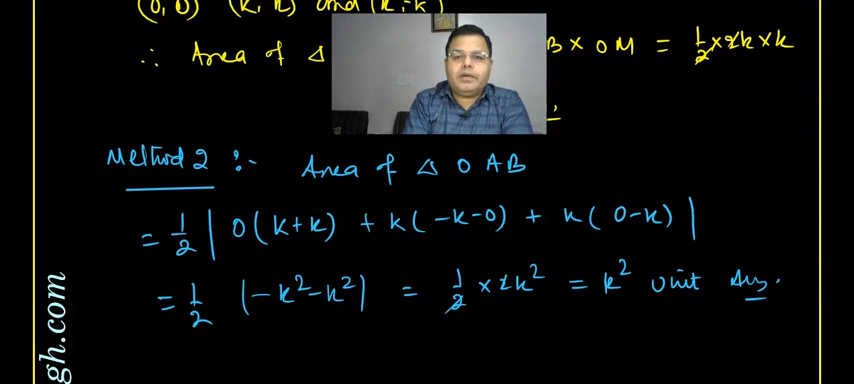 (0, 0) (k, k) and (k, -k)
∴ Area of Δ B × OM = 1/2 × 2k × k
Method 2 :- Area of Δ OAB
= 1/2 | 0(k+k) + k(-k-0) + k(0-k) |
= 1/2 |-k²-k²| = 1/2 × 2k² = k² unit Ans.
gh.com